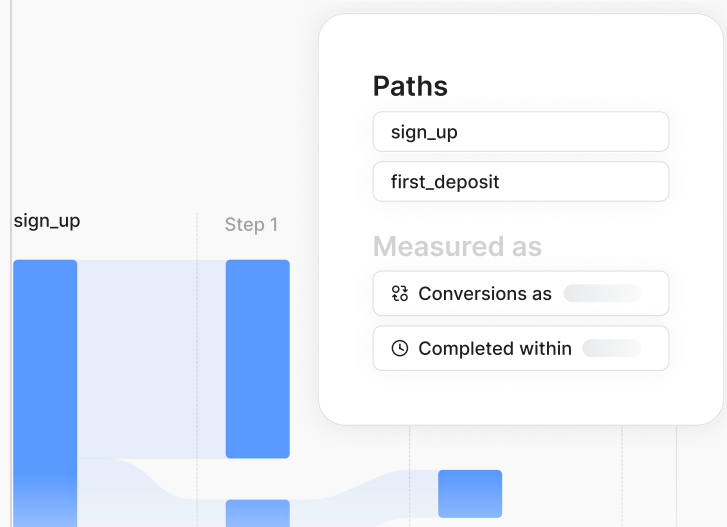 sign_up
Step 1
Paths
sign_up
first_deposit
Measured as
Conversions as
Completed within